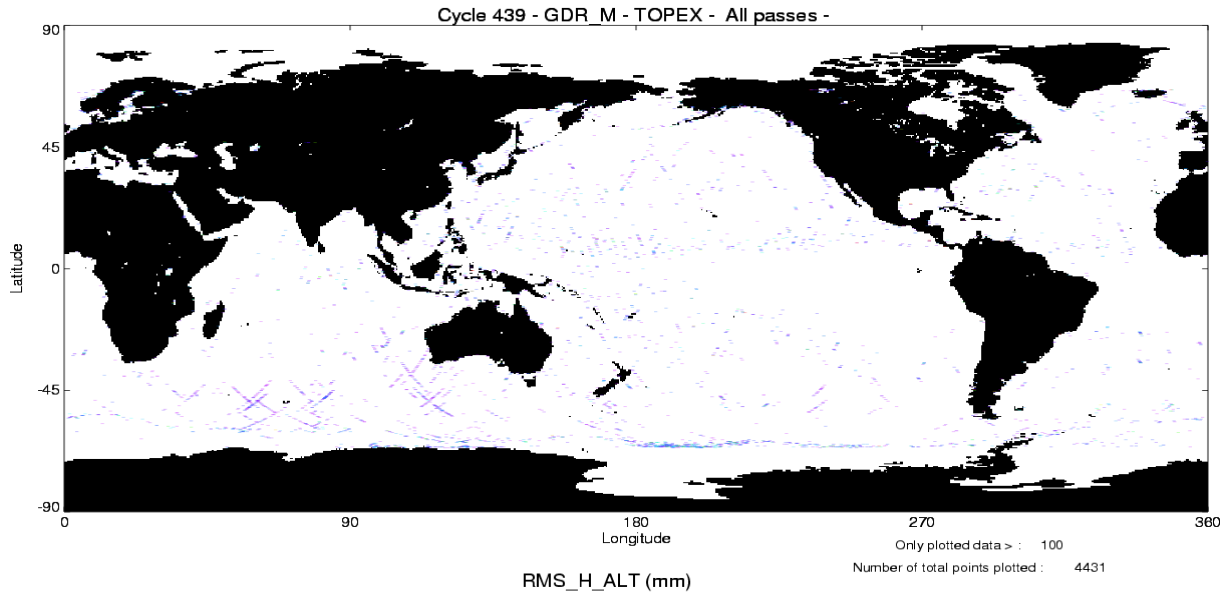 Cycle 439 - GDR_M - TOPEX - All passes -
90
45
0
-45
-90
Latitude
0 90 180 270 360
Longitude
Only plotted data > : 100
Number of total points plotted : 4431
RMS_H_ALT (mm)